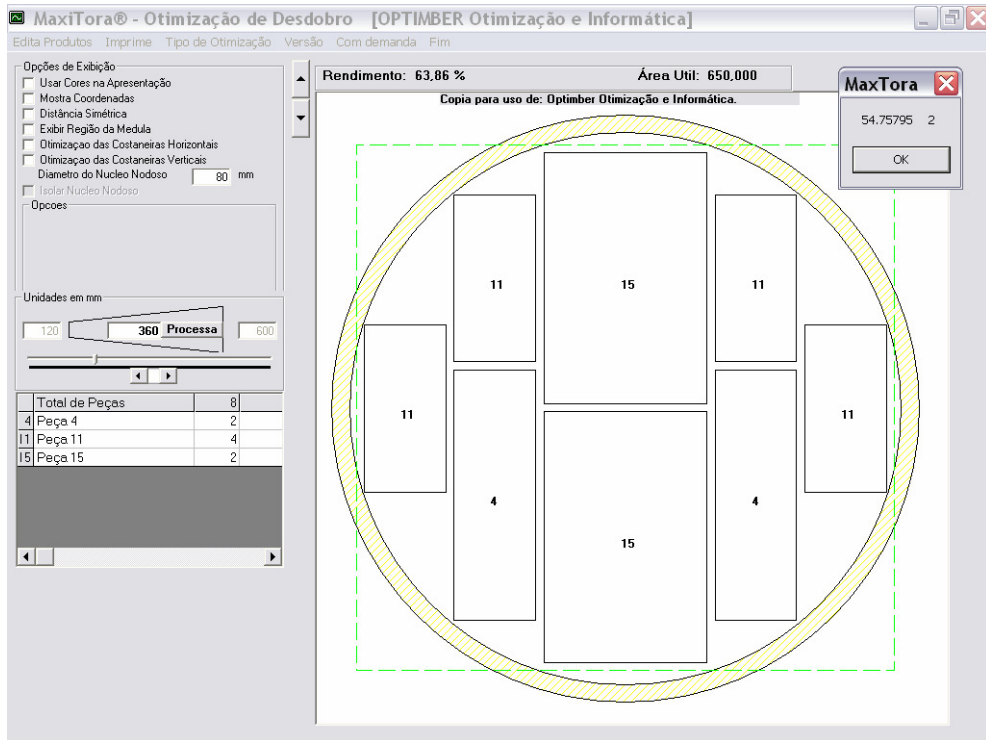 MaxiTora® - Otimização de Desdobro [OPTIMBER Otimização e Informática]
Edita Produtos Imprime Tipo de Otimização Versão Com demanda Fim
Opções de Exibição
Usar Cores na Apresentação
Mostra Coordenadas
Distância Simétrica
Exibir Região da Medula
Otimizaçao das Costaneiras Horizontais
Otimizaçao das Costaneiras Verticais
Diametro do Nucleo Nodoso 80 mm
Isolar Nucleo Nodoso
Opcoes
Unidades em mm
120 360 Processa 600
Total de Peças 8
4 Peça 4 2
11 Peça 11 4
15 Peça 15 2
Rendimento: 63,86 % Área Util: 650,000
Copia para uso de: Optimber Otimização e Informática.
MaxTora
54.75795 2
OK
11 15 11
11 11
4 4
15